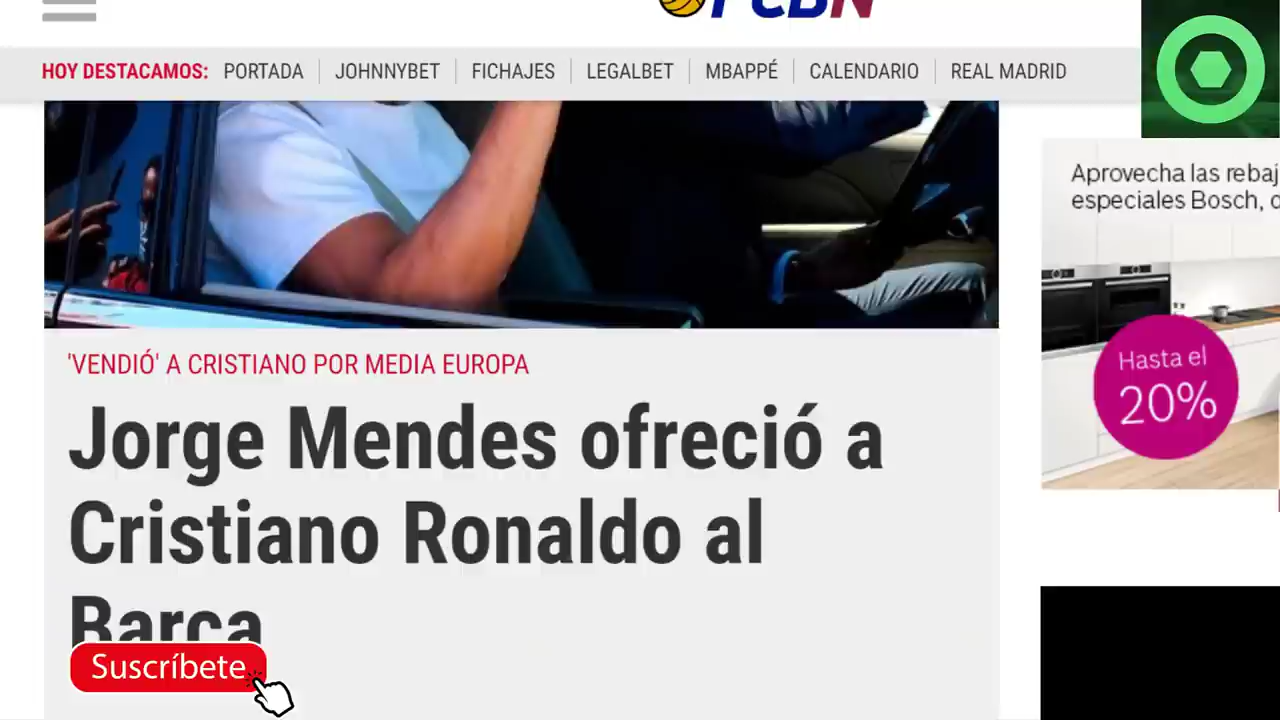 FCBN
HOY DESTACAMOS: PORTADA JOHNNYBET FICHAJES LEGALBET MBAPPÉ CALENDARIO REAL MADRID
Aprovecha las rebaj
especiales Bosch, d
Hasta el
20%
'VENDIÓ' A CRISTIANO POR MEDIA EUROPA
Jorge Mendes ofreció a
Cristiano Ronaldo al
Barça
Suscríbete